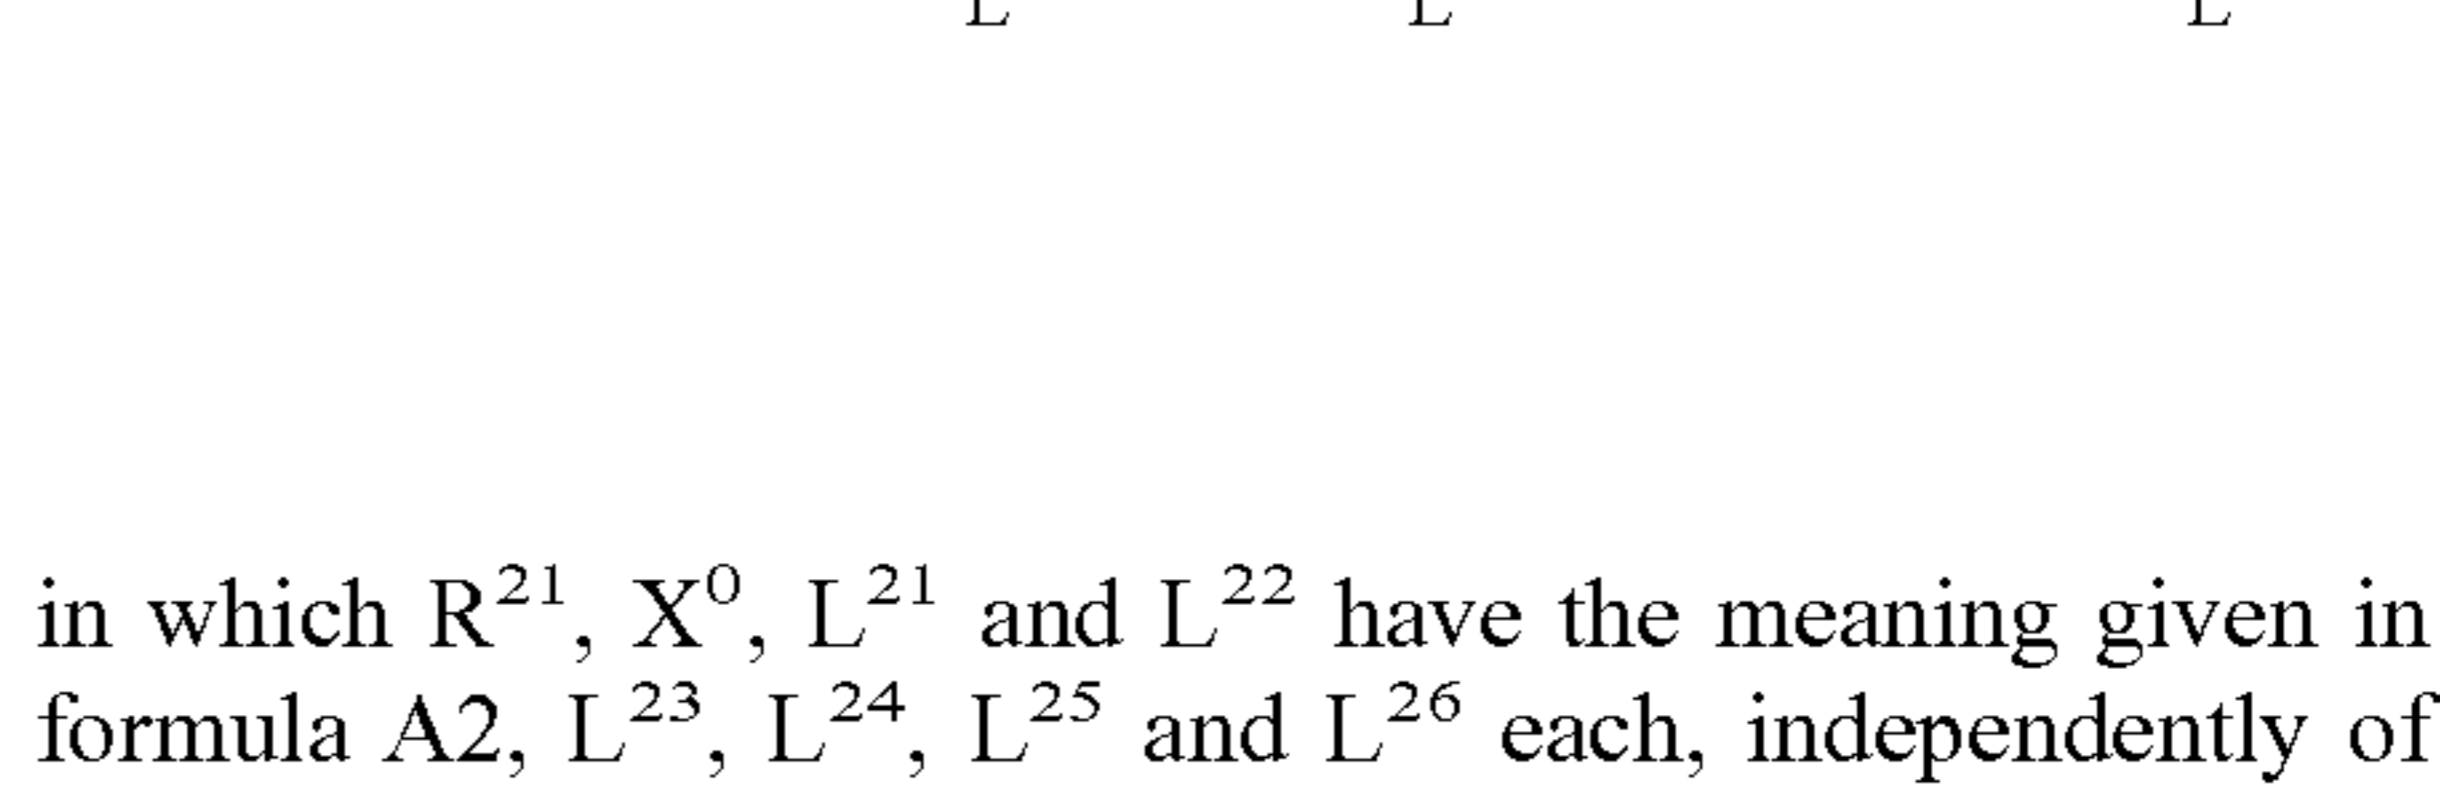 L L L
in which R²¹, X⁰, L²¹ and L²² have the meaning given in
formula A2, L²³, L²⁴, L²⁵ and L²⁶ each, independently of